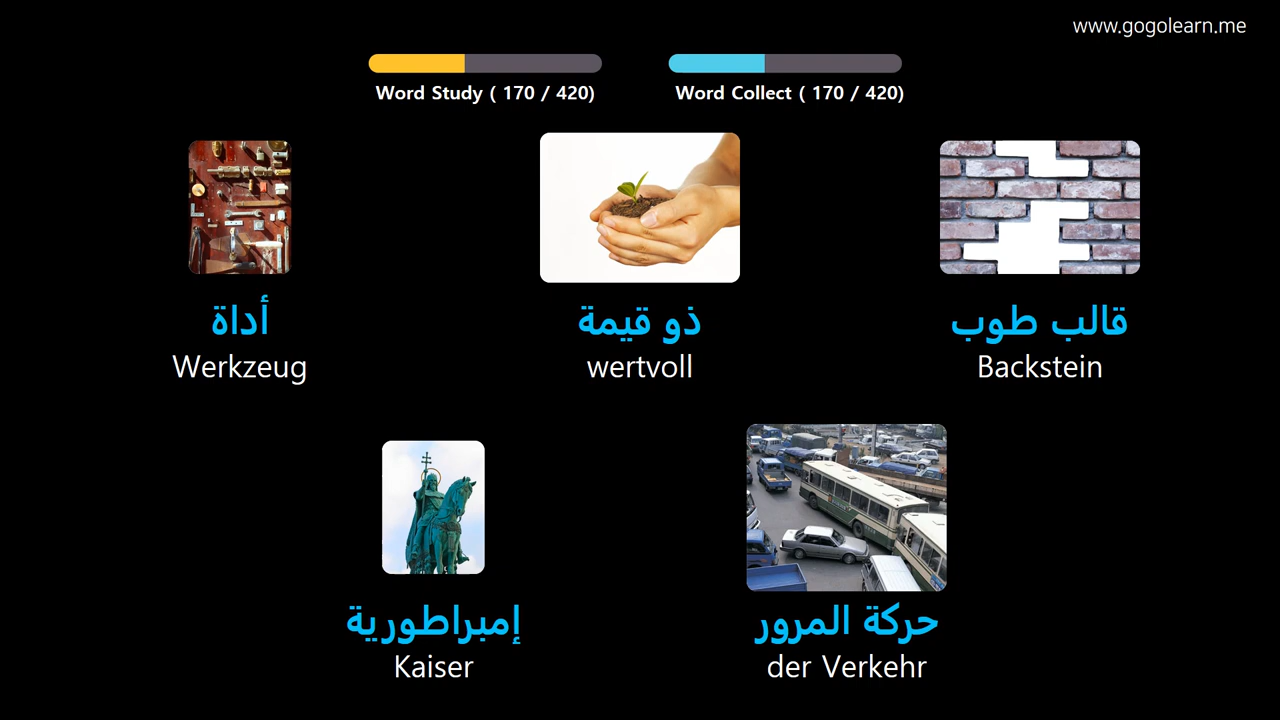 www.gogolearn.me
Word Study ( 170 / 420)
Word Collect ( 170 / 420)
أداة
Werkzeug
ذو قيمة
wertvoll
قالب طوب
Backstein
إمبراطورية
Kaiser
حركة المرور
der Verkehr